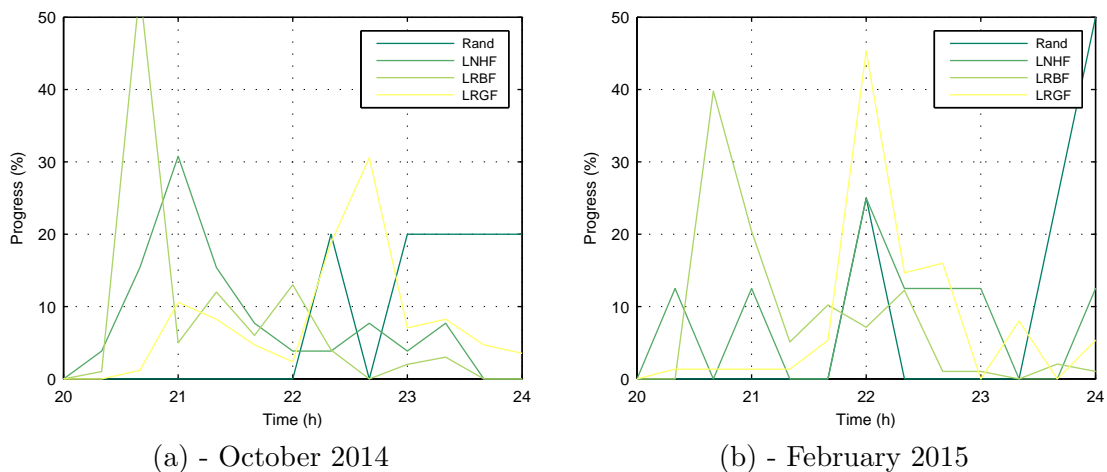 50
40
30
20
10
0
Progress (%)
Rand
LNHF
LRBF
LRGF
20 21 22 23 24
Time (h)
(a) - October 2014
50
40
30
20
10
0
Progress (%)
Rand
LNHF
LRBF
LRGF
20 21 22 23 24
Time (h)
(b) - February 2015